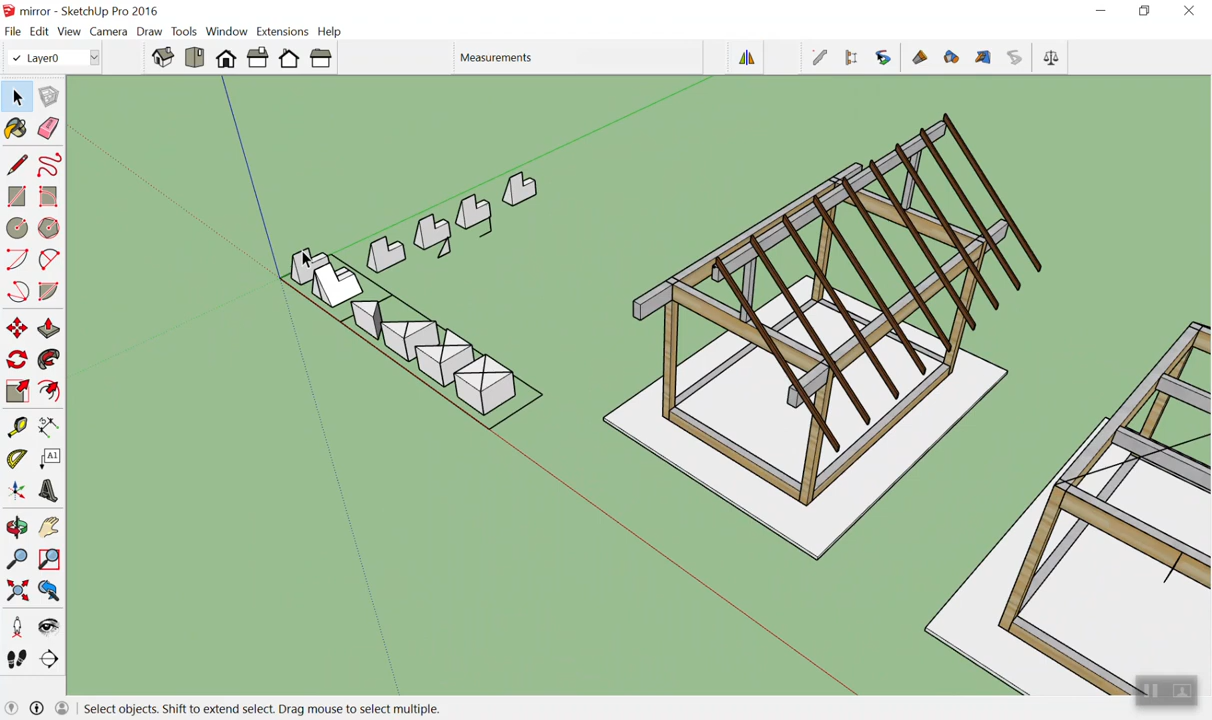 mirror - SketchUp Pro 2016
File Edit View Camera Draw Tools Window Extensions Help
✓ Layer0
Measurements
A1
Select objects. Shift to extend select. Drag mouse to select multiple.